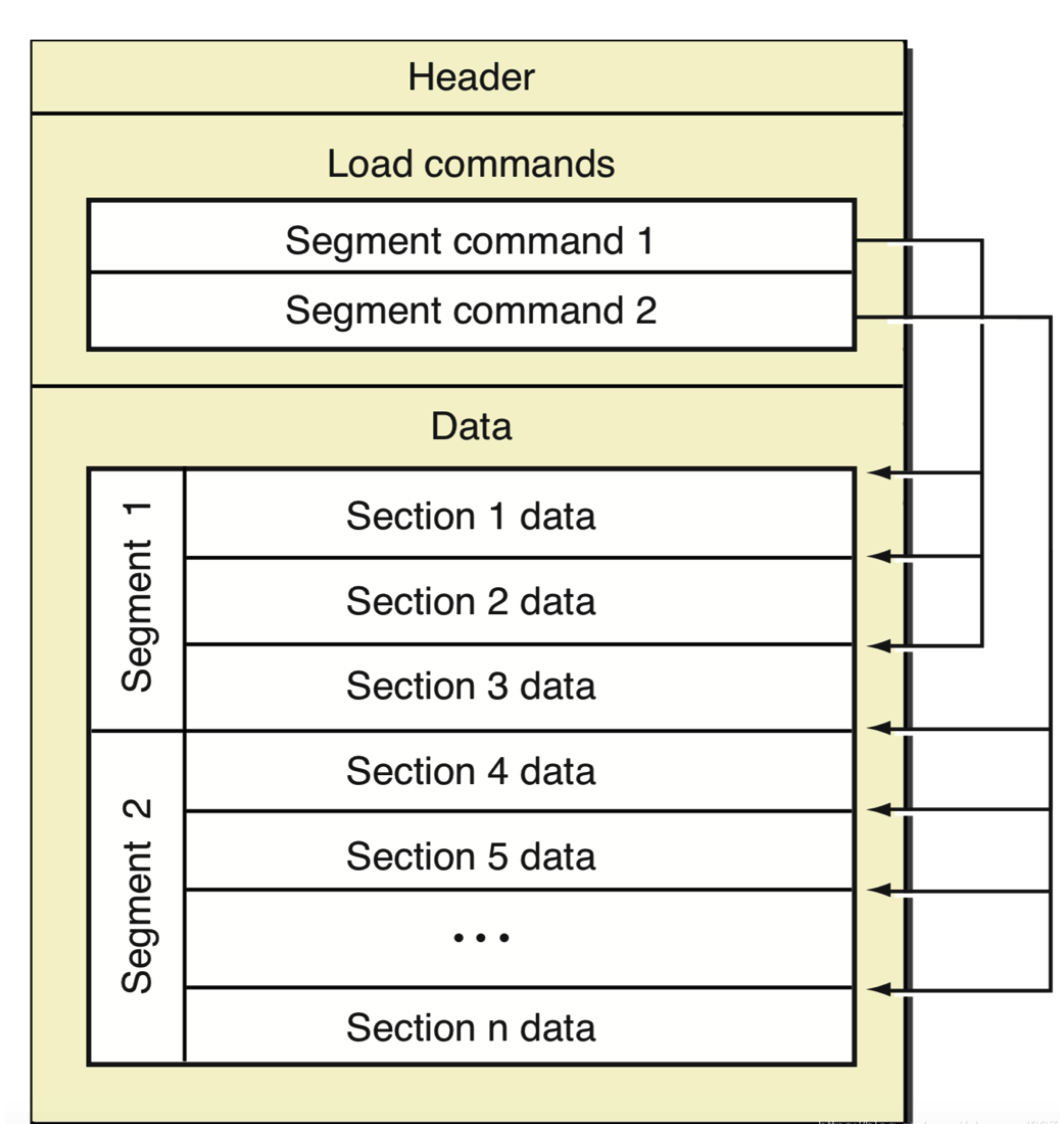 Header
Load commands
Segment command 1
Segment command 2
Data
Segment 1
Section 1 data
Section 2 data
Section 3 data
Segment 2
Section 4 data
Section 5 data
...
Section n data